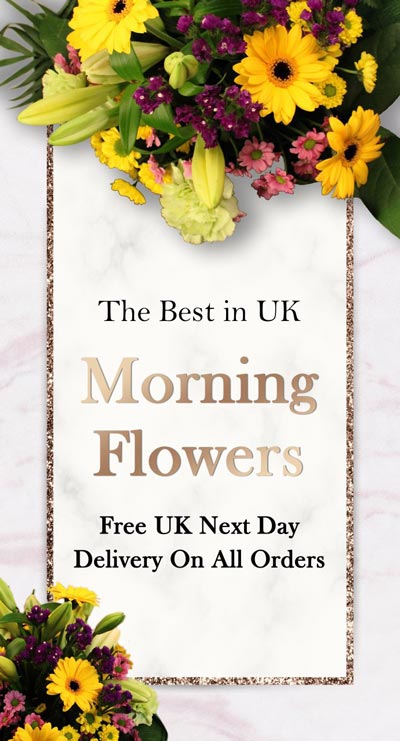 The Best in UK
Morning
Flowers
Free UK Next Day
Delivery On All Orders